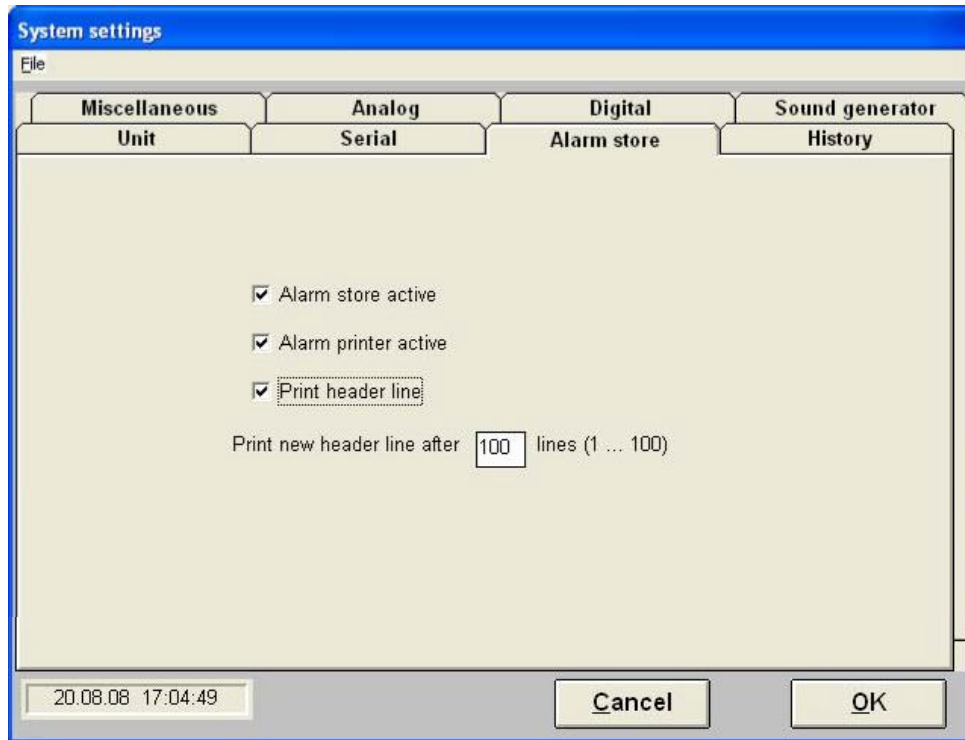 System settings
File
Miscellaneous Analog Digital Sound generator
Unit Serial Alarm store History
Alarm store active
Alarm printer active
Print header line
Print new header line after 100 lines (1 ... 100)
20.08.08 17:04:49 Cancel OK